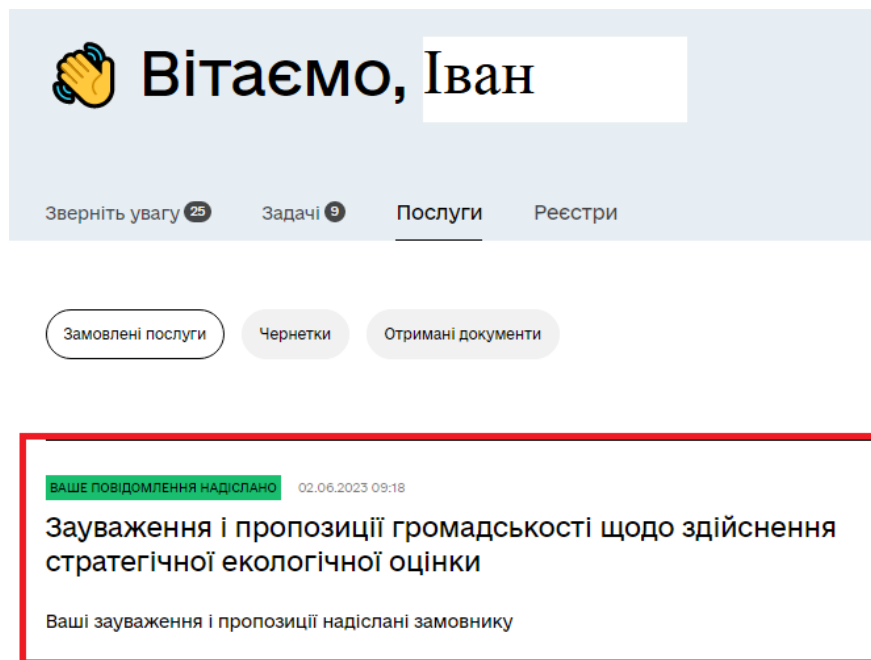 Вітаємо, Іван
Зверніть увагу 25 Задачі 9 Послуги Реєстри
Замовлені послуги Чернетки Отримані документи
ВАШЕ ПОВІДОМЛЕННЯ НАДІСЛАНО 02.06.2023 09:18
Зауваження і пропозиції громадськості щодо здійснення
стратегічної екологічної оцінки
Ваші зауваження і пропозиції надіслані замовнику